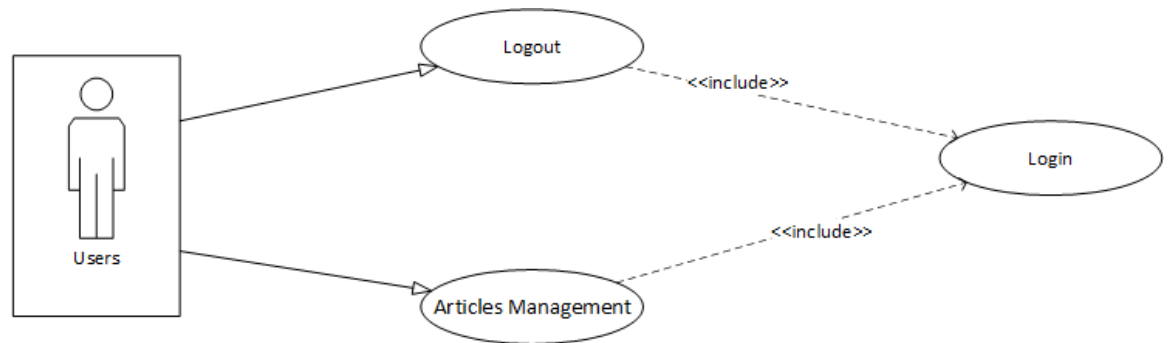 Logout
<<include>>
Login
<<include>>
Users
Articles Management